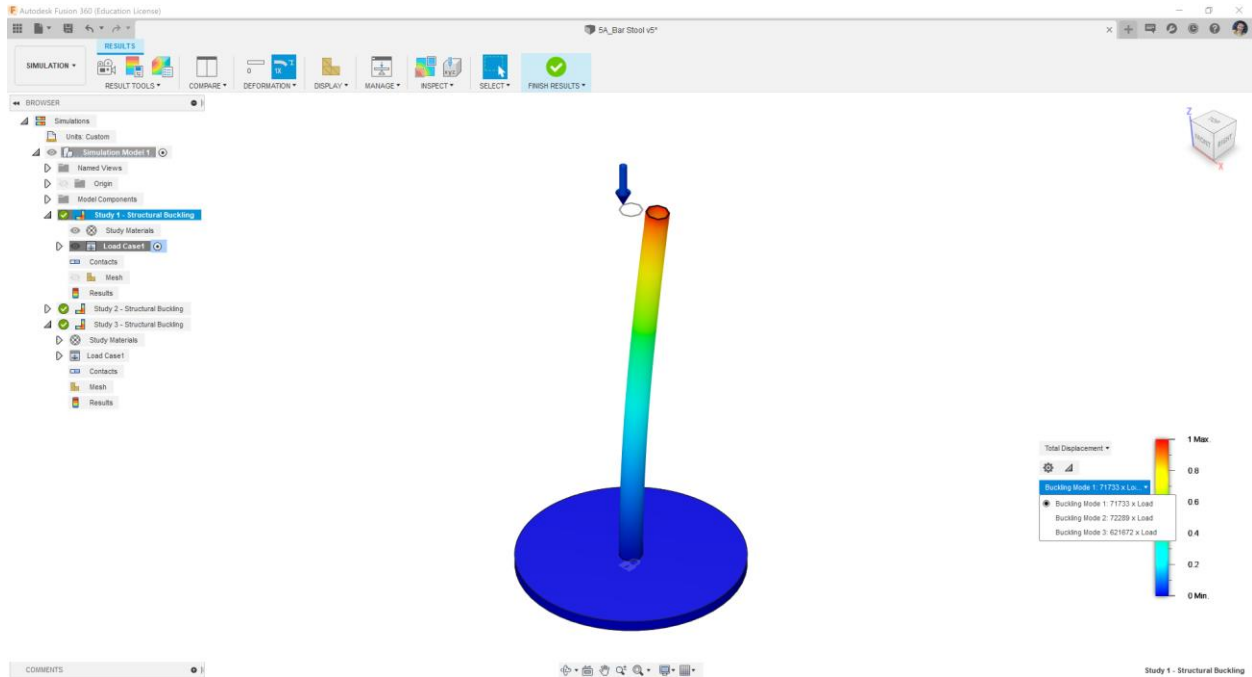 Autodesk Fusion 360 (Education License)
5A_Bar Stool v5*
RESULTS
SIMULATION
RESULT TOOLS
COMPARE
DEFORMATION
DISPLAY
MANAGE
INSPECT
SELECT
FINISH RESULTS
BROWSER
Simulations
Units: Custom
Simulation Model 1
Named Views
Origin
Model Components
Study 1 - Structural Buckling
Study Materials
Load Case1
Contacts
Mesh
Results
Study 2 - Structural Buckling
Study 3 - Structural Buckling
Study Materials
Load Case1
Contacts
Mesh
Results
Z
TOP
FRONT
RIGHT
X
Total Displacement
Buckling Mode 1: 71733 x Loa...
Buckling Mode 1: 71733 x Load
Buckling Mode 2: 72289 x Load
Buckling Mode 3: 621872 x Load
1 Max.
0.8
0.6
0.4
0.2
0 Min.
COMMENTS
Study 1 - Structural Buckling